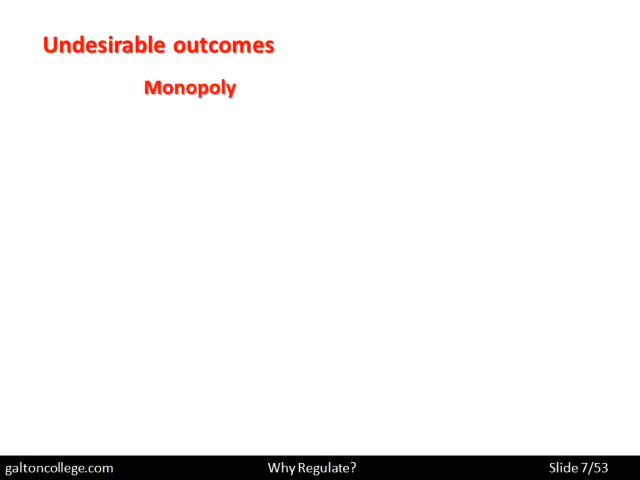 Undesirable outcomes
Monopoly
galtoncollege.com Why Regulate? Slide 7/53